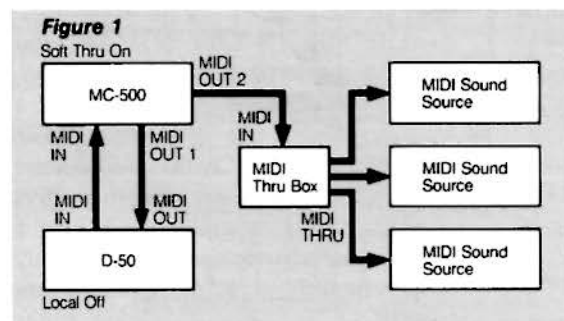 Figure 1
Soft Thru On
MC-500
MIDI
OUT 2
MIDI
IN
MIDI
OUT 1
MIDI
IN
MIDI
OUT
D-50
Local Off
MIDI
IN
MIDI
Thru Box
MIDI
THRU
MIDI Sound
Source
MIDI Sound
Source
MIDI Sound
Source